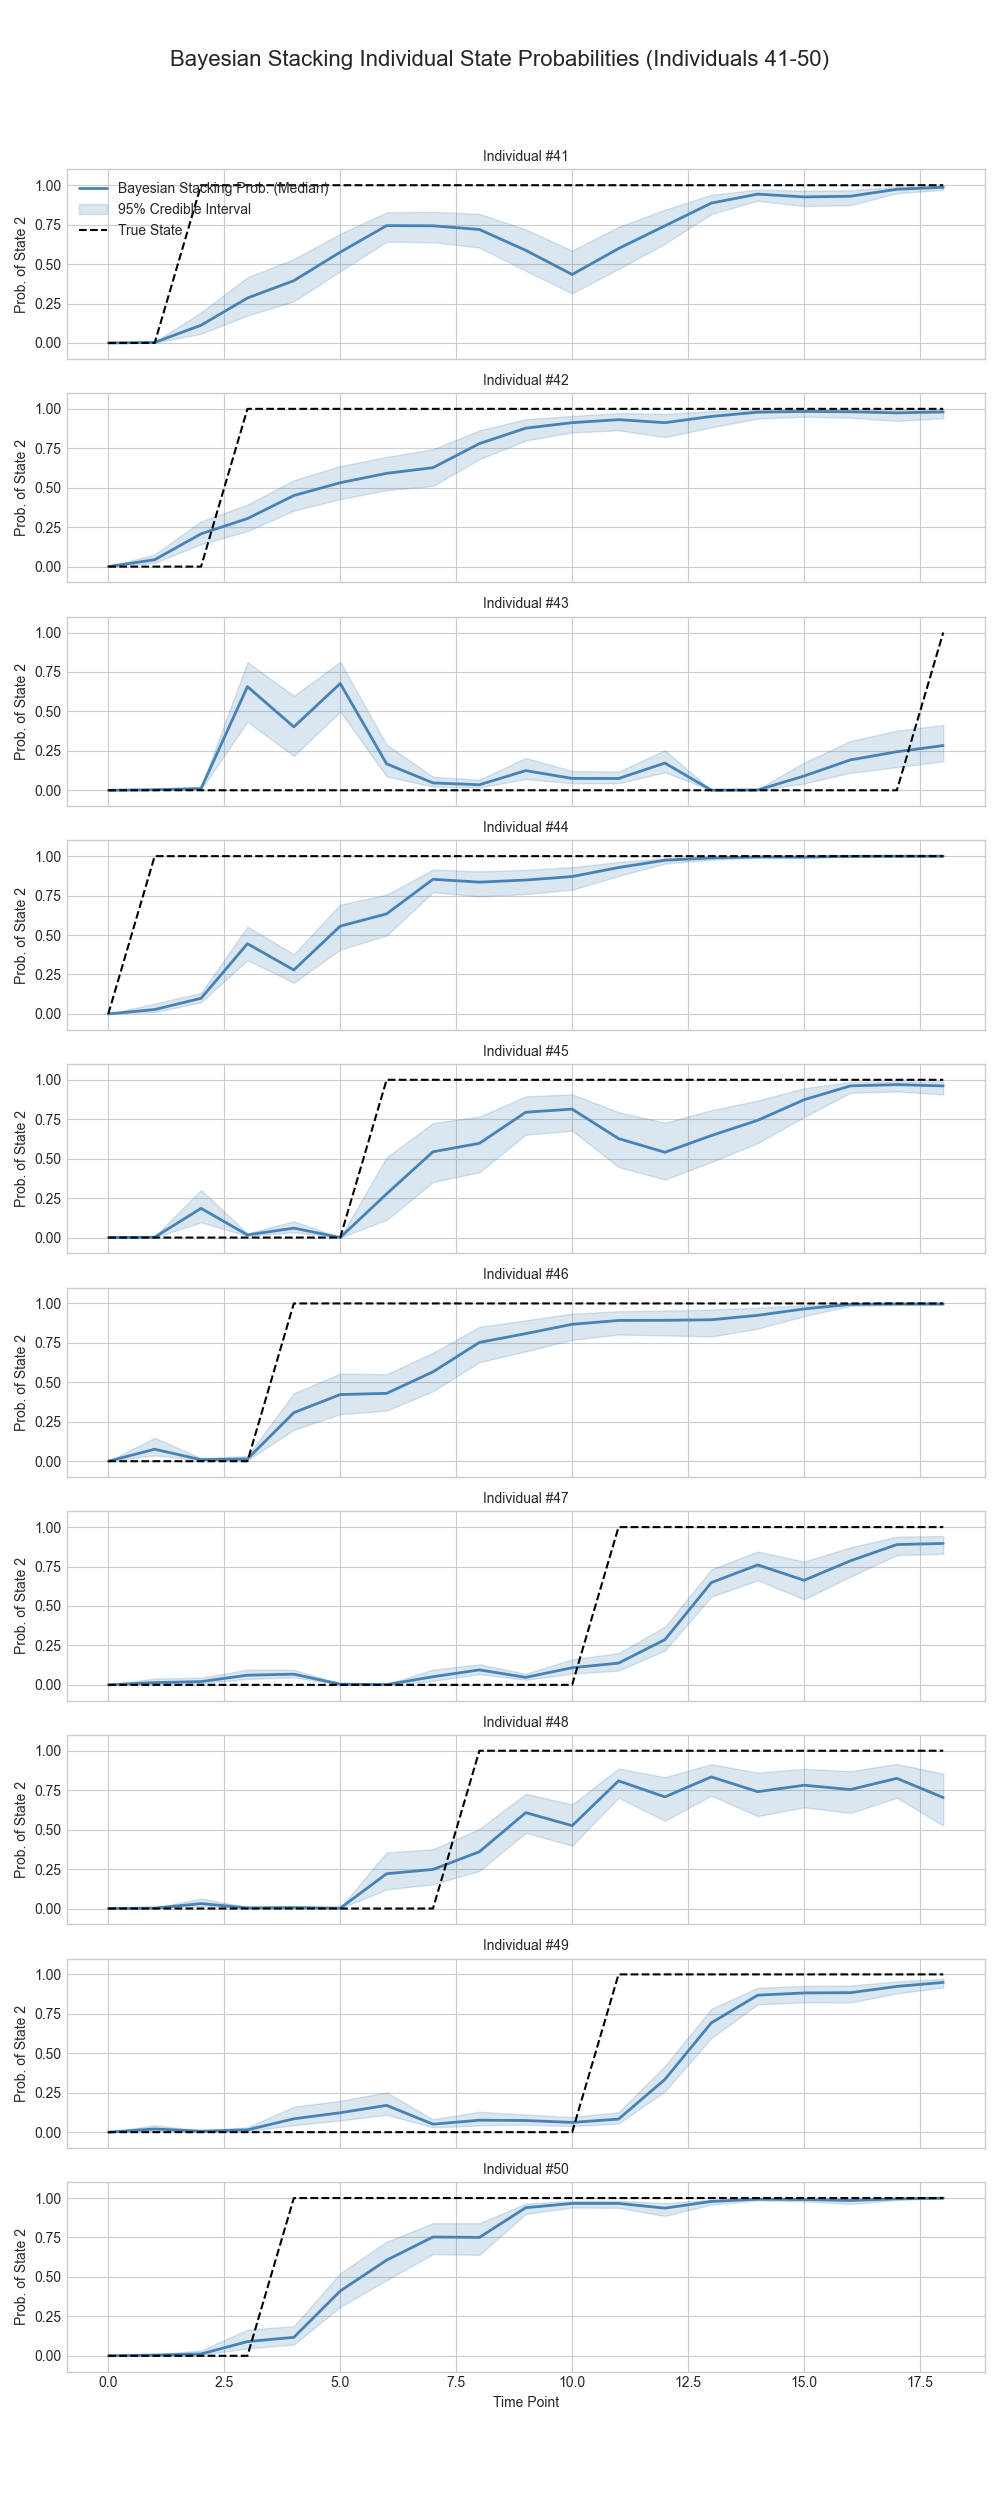 Bayesian Stacking Individual State Probabilities (Individuals 41-50)
Individual #41
Bayesian Stacking Prob. (Median)
95% Credible Interval
True State
Prob. of State 2
1.00
0.75
0.50
0.25
0.00
Individual #42
Prob. of State 2
1.00
0.75
0.50
0.25
0.00
Individual #43
Prob. of State 2
1.00
0.75
0.50
0.25
0.00
Individual #44
Prob. of State 2
1.00
0.75
0.50
0.25
0.00
Individual #45
Prob. of State 2
1.00
0.75
0.50
0.25
0.00
Individual #46
Prob. of State 2
1.00
0.75
0.50
0.25
0.00
Individual #47
Prob. of State 2
1.00
0.75
0.50
0.25
0.00
Individual #48
Prob. of State 2
1.00
0.75
0.50
0.25
0.00
Individual #49
Prob. of State 2
1.00
0.75
0.50
0.25
0.00
Individual #50
Prob. of State 2
1.00
0.75
0.50
0.25
0.00
0.0 2.5 5.0 7.5 10.0 12.5 15.0 17.5
Time Point